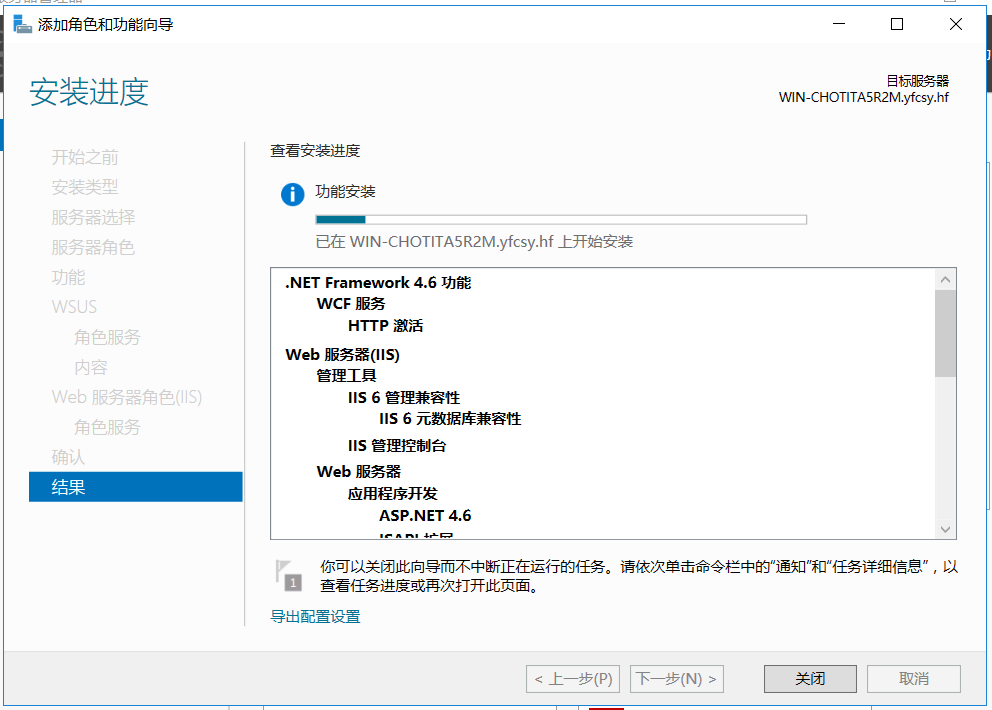 添加角色和功能向导
安装进度
目标服务器
WIN-CHOTITA5R2M.yfcsy.hf
开始之前
安装类型
服务器选择
服务器角色
功能
WSUS
角色服务
内容
Web 服务器角色(IIS)
角色服务
确认
结果
查看安装进度
功能安装
已在 WIN-CHOTITA5R2M.yfcsy.hf 上开始安装
.NET Framework 4.6 功能
WCF 服务
HTTP 激活
Web 服务器(IIS)
管理工具
IIS 6 管理兼容性
IIS 6 元数据库兼容性
IIS 管理控制台
Web 服务器
应用程序开发
ASP.NET 4.6
ISAPI 扩展
1
你可以关闭此向导而不中断正在运行的任务。请依次单击命令栏中的"通知"和"任务详细信息"，以
查看任务进度或再次打开此页面。
导出配置设置
< 上一步(P)
下一步(N) >
关闭
取消